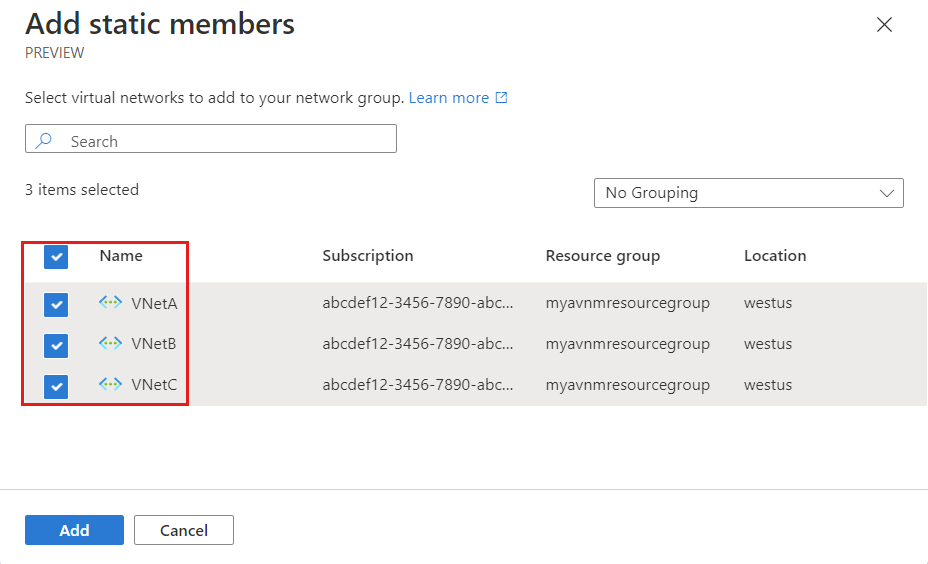 Add static members
PREVIEW
Select virtual networks to add to your network group. Learn more
Search
3 items selected
No Grouping
Name Subscription Resource group Location
VNetA abcdef12-3456-7890-abc... myavnmresourcegroup westus
VNetB abcdef12-3456-7890-abc... myavnmresourcegroup westus
VNetC abcdef12-3456-7890-abc... myavnmresourcegroup westus
Add Cancel